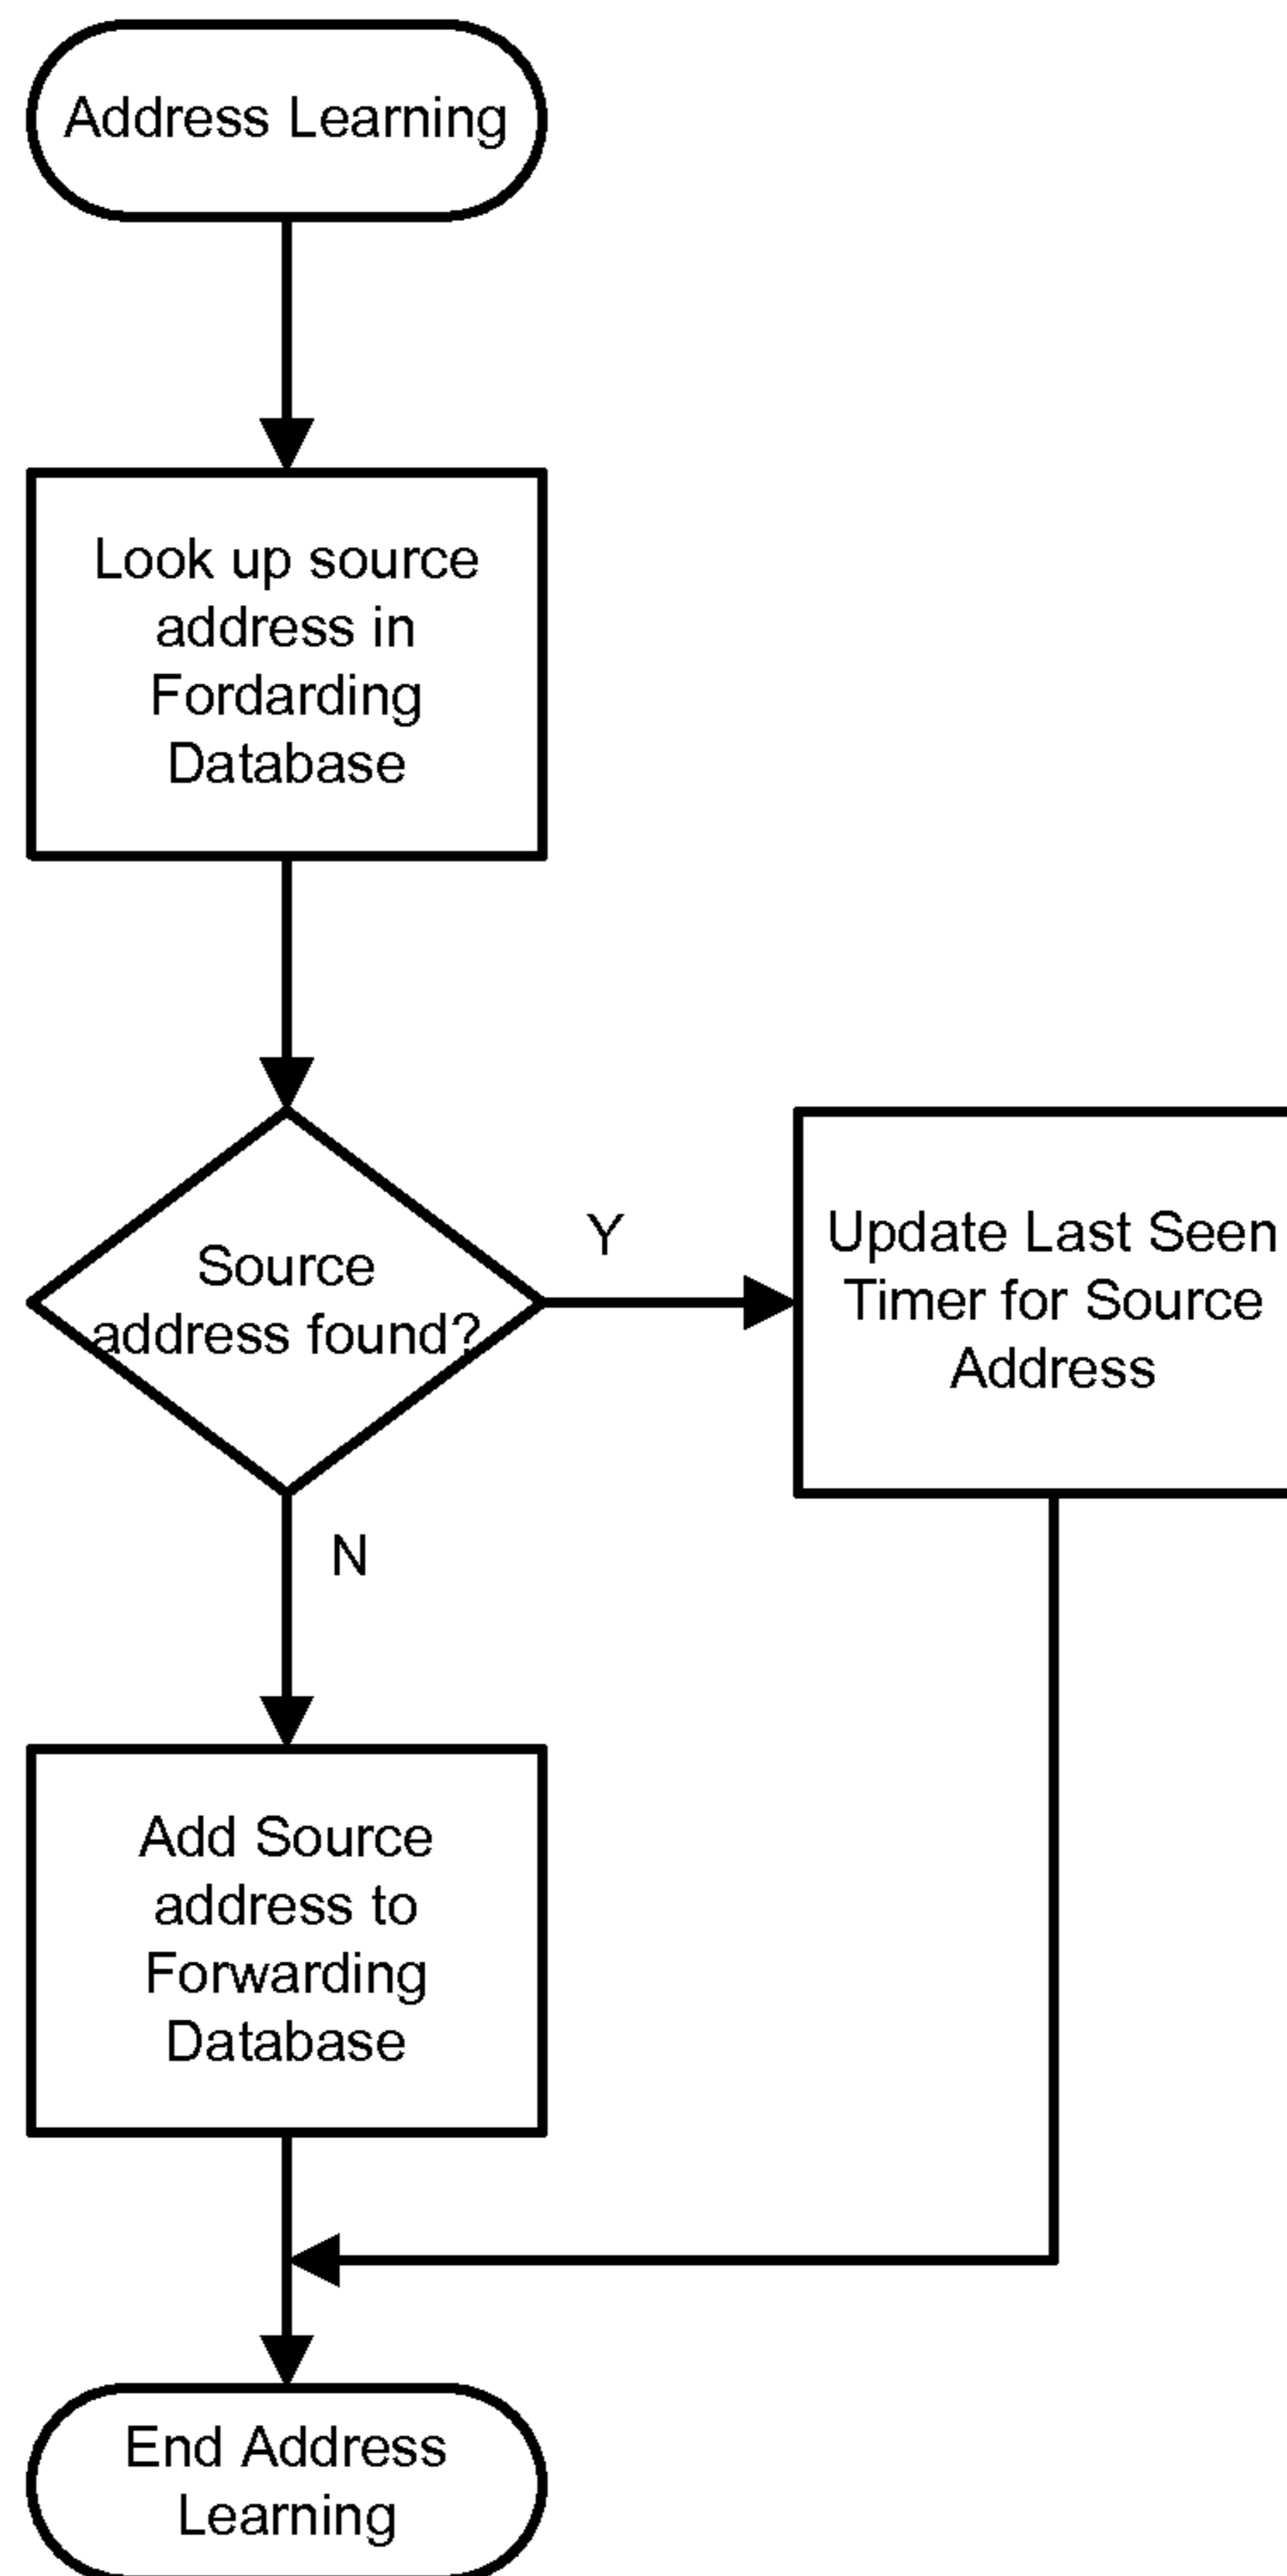 Address Learning
Look up source
address in
Fordarding
Database
Source
address found?
Y
Update Last Seen
Timer for Source
Address
N
Add Source
address to
Forwarding
Database
End Address
Learning